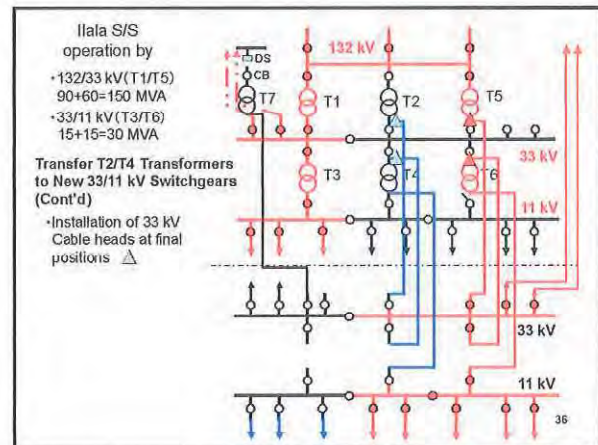 Ilala S/S
operation by
・132/33 kV(T1/T5)
90+60=150 MVA
・33/11 kV(T3/T6)
15+15=30 MVA
Transfer T2/T4 Transformers
to New 33/11 kV Switchgears
(Cont'd)
・Installation of 33 kV
Cable heads at final
positions
DS
CB
132 kV
T7
T1
T2
T5
33 kV
T3
T4
T6
11 kV
33 kV
11 kV
36